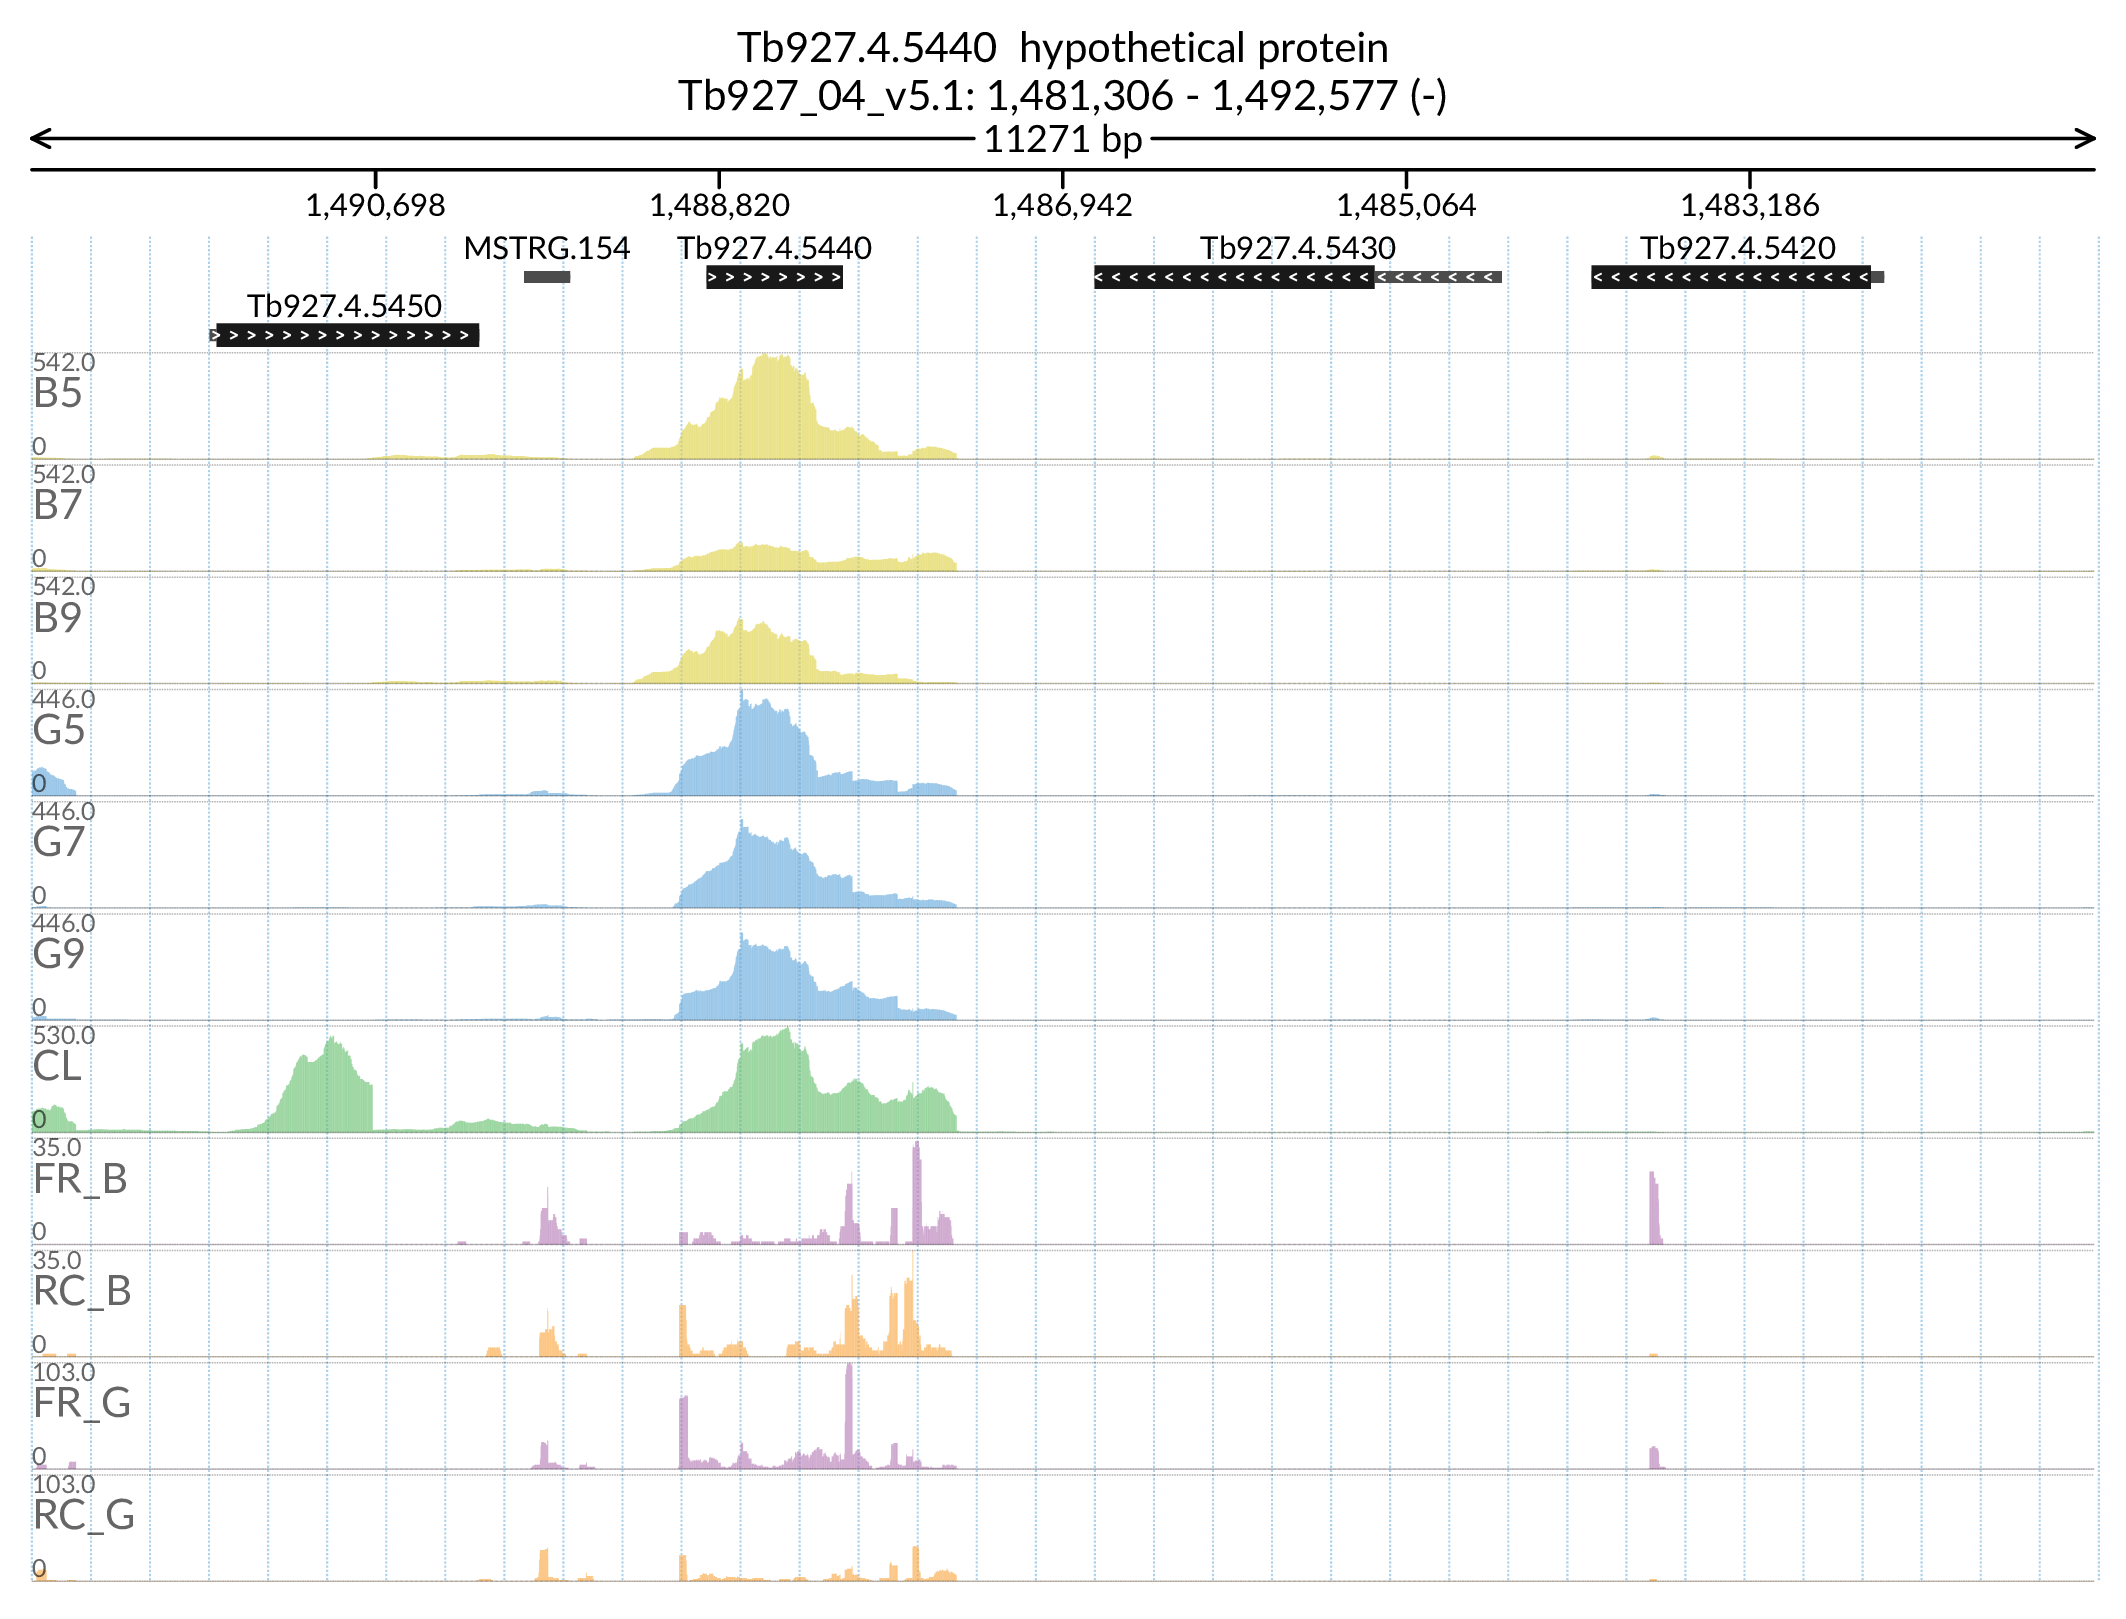 Tb927.4.5440 hypothetical protein
Tb927_04_v5.1: 1,481,306 - 1,492,577 (-)
11271 bp
1,490,698 1,488,820 1,486,942 1,485,064 1,483,186
MSTRG.154 Tb927.4.5440 Tb927.4.5430 Tb927.4.5420
Tb927.4.5450
542.0
B5
0
542.0
B7
0
542.0
B9
0
446.0
G5
0
446.0
G7
0
446.0
G9
0
530.0
CL
0
35.0
FR_B
0
35.0
RC_B
0
103.0
FR_G
0
103.0
RC_G
0